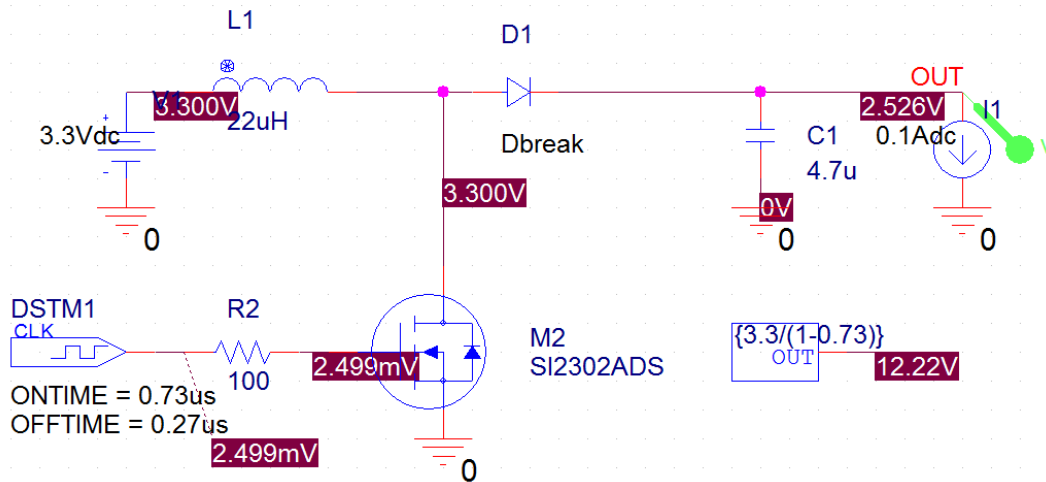 L1
D1
OUT
V1
3.300V
2.526V
I1
3.3Vdc
+
-
22uH
Dbreak
C1
4.7u
0.1Adc
3.300V
0V
0
0
0
DSTM1
CLK
R2
M2
SI2302ADS
{3.3/(1-0.73)}
OUT
12.22V
100
2.499mV
ONTIME = 0.73us
OFFTIME = 0.27us
2.499mV
0